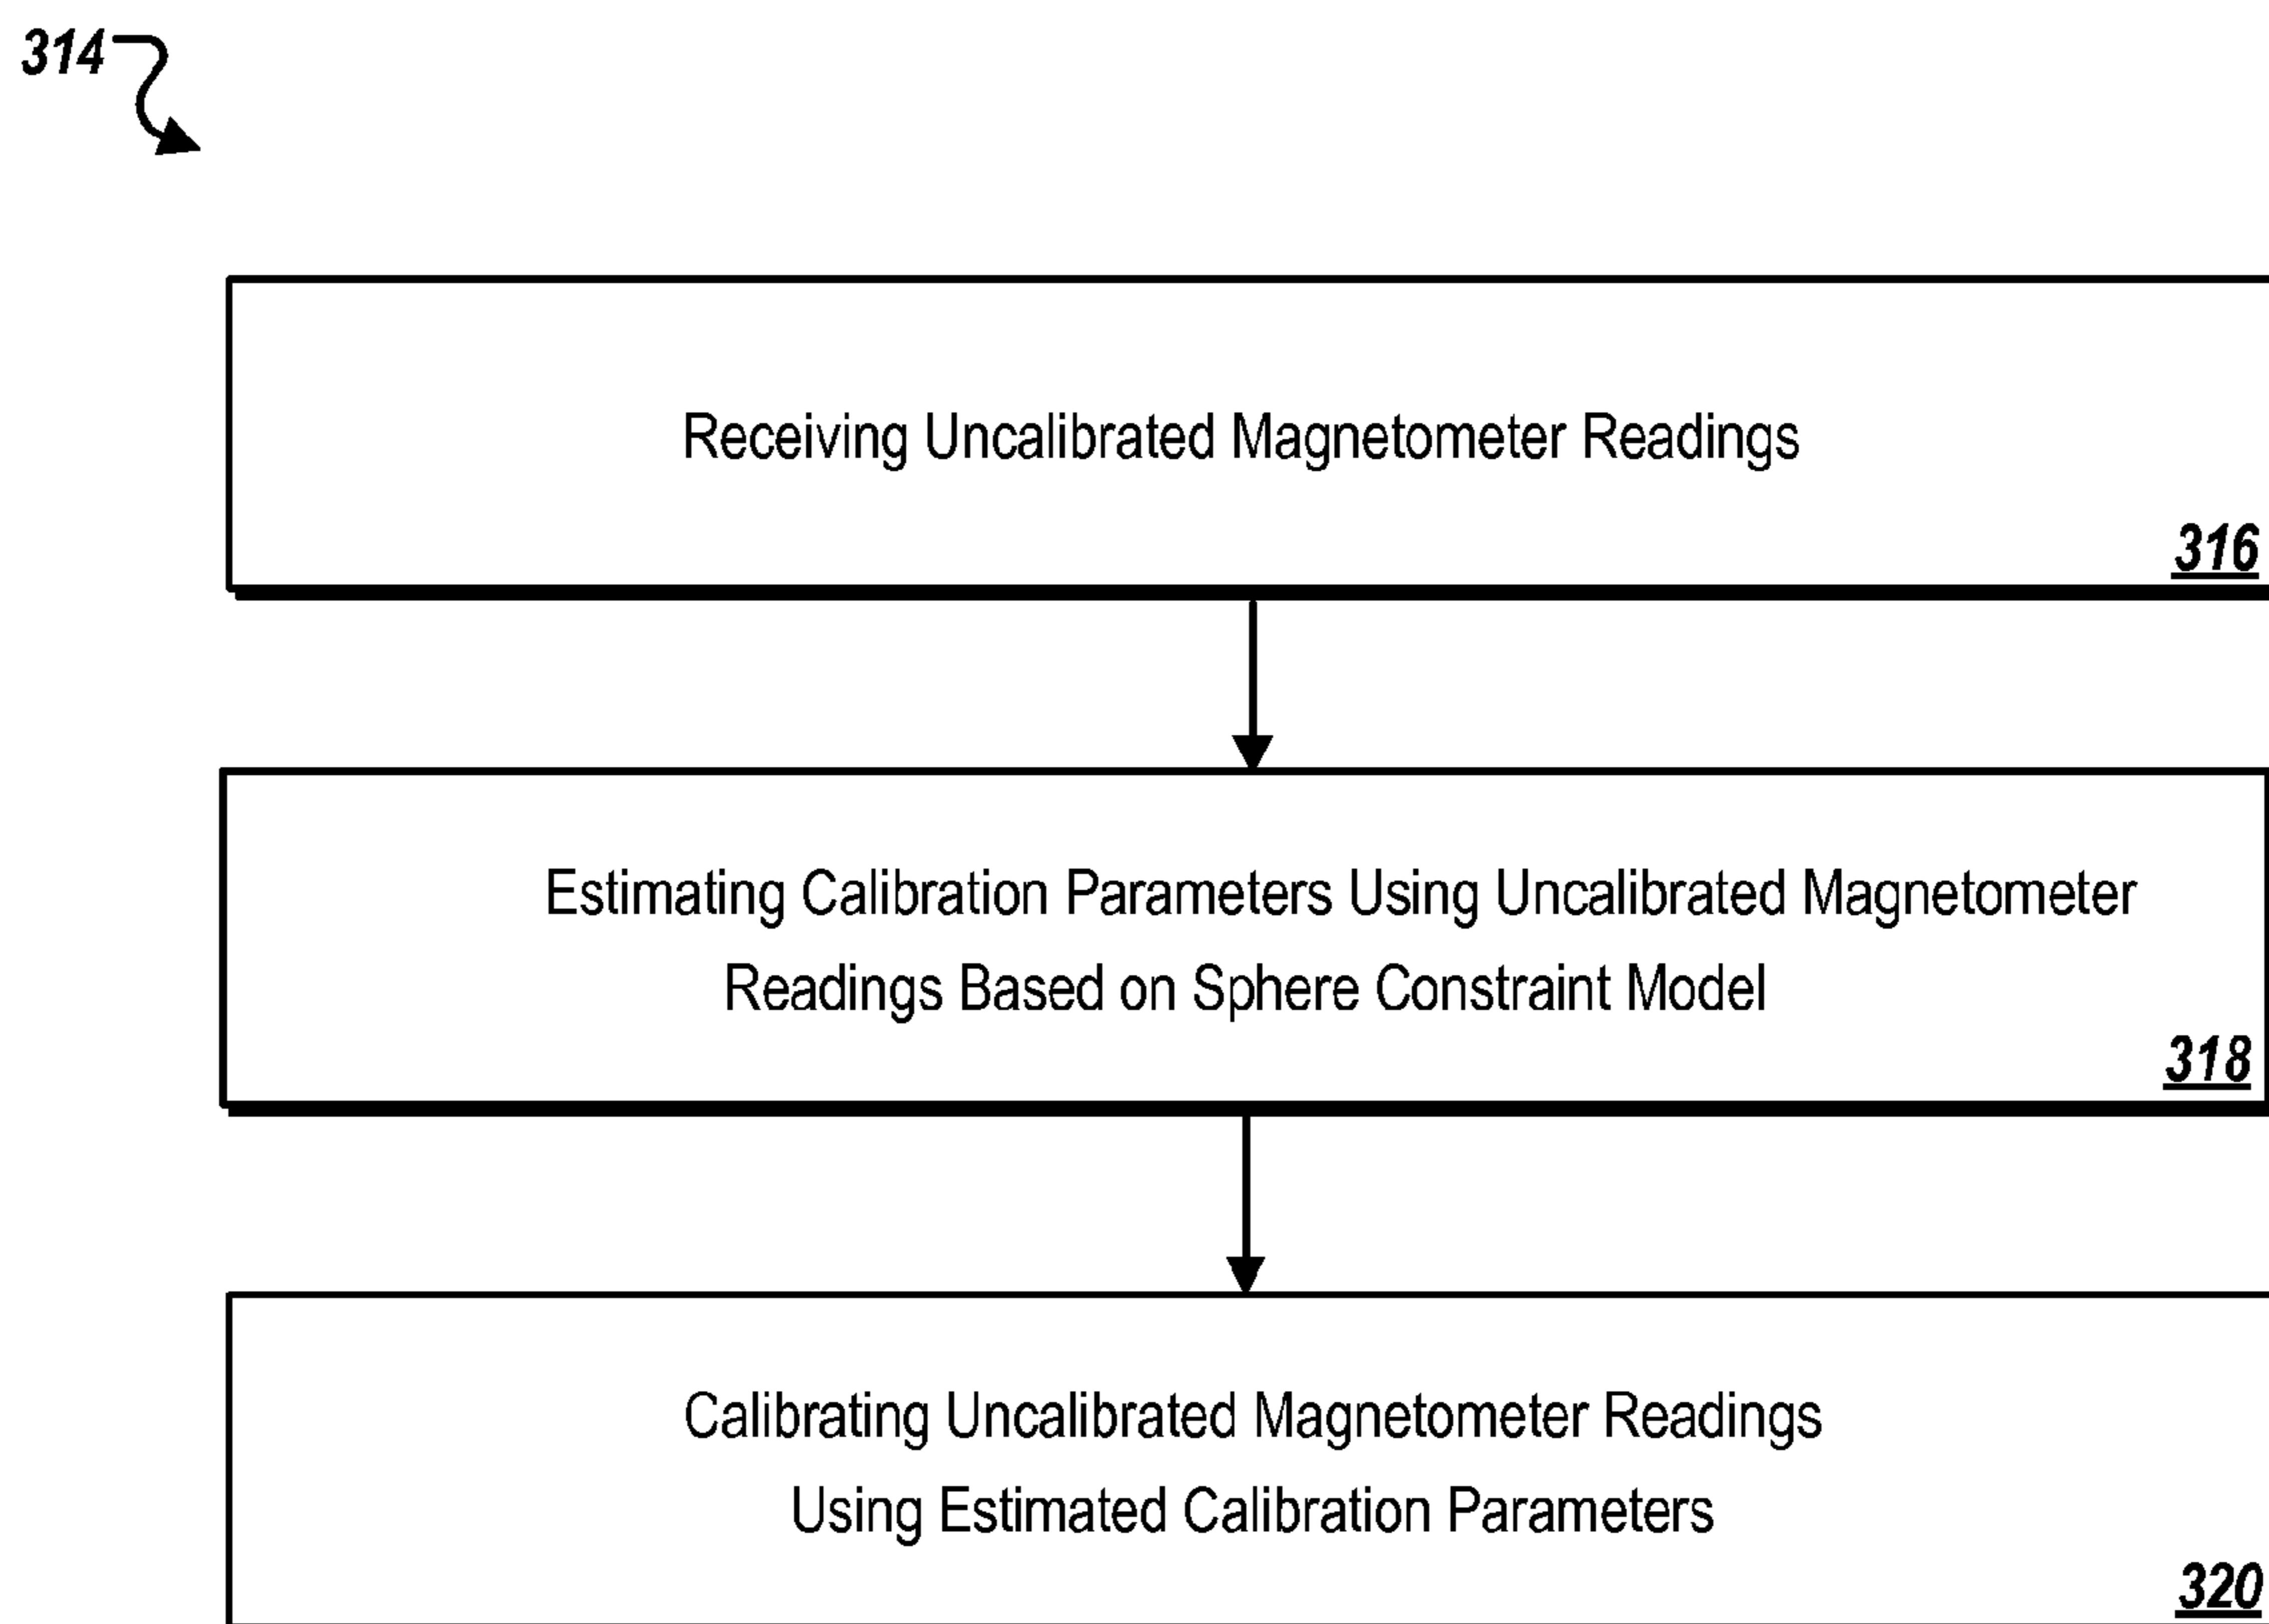 314
Receiving Uncalibrated Magnetometer Readings
316
Estimating Calibration Parameters Using Uncalibrated Magnetometer
Readings Based on Sphere Constraint Model
318
Calibrating Uncalibrated Magnetometer Readings
Using Estimated Calibration Parameters
320